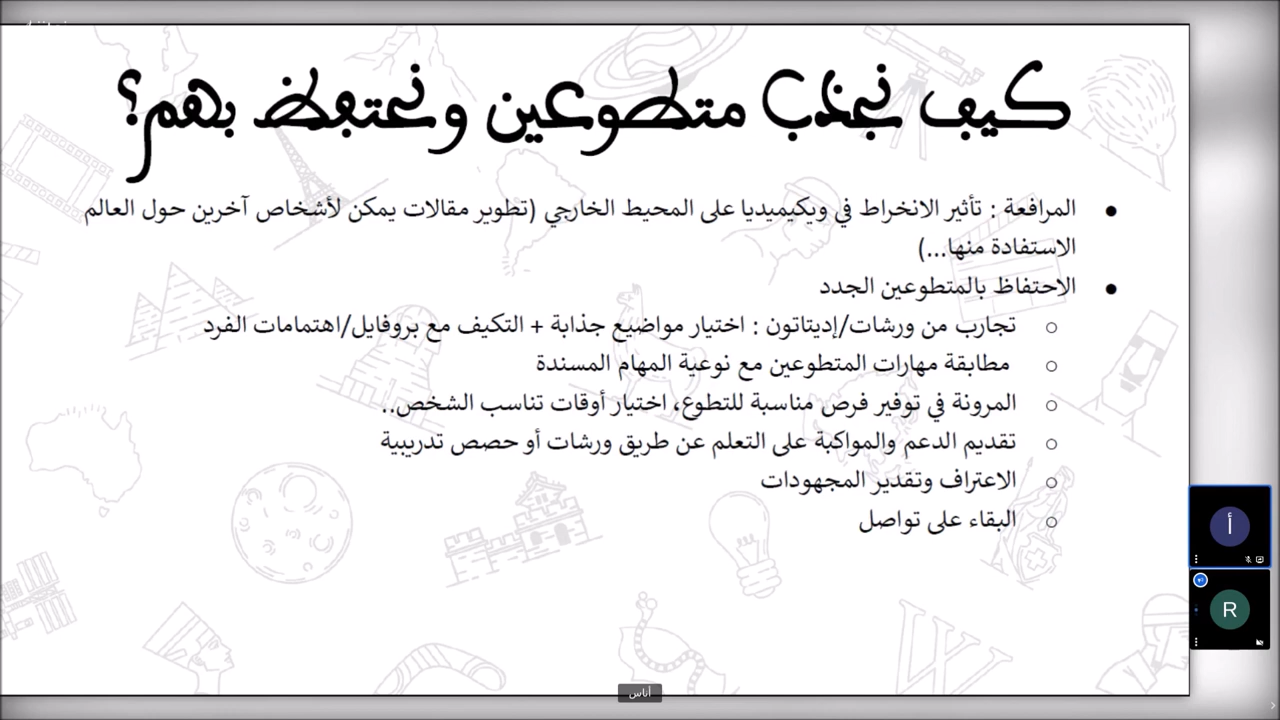 كيف نجذب متطوعين ونحتفظ بهم؟
● المرافعة : تأثير الانخراط في ويكيميديا على المحيط الخارجي (تطوير مقالات يمكن لأشخاص آخرين حول العالم
الاستفادة منها...)
● الاحتفاظ بالمتطوعين الجدد
○ تجارب من ورشات/إديتاتون : اختيار مواضيع جذابة + التكيف مع بروفايل/اهتمامات الفرد
○ مطابقة مهارات المتطوعين مع نوعية المهام المسندة
○ المرونة في توفير فرص مناسبة للتطوع، اختيار أوقات تناسب الشخص..
○ تقديم الدعم والمواكبة على التعلم عن طريق ورشات أو حصص تدريبية
○ الاعتراف وتقدير المجهودات
○ البقاء على تواصل
أ
R
أناس